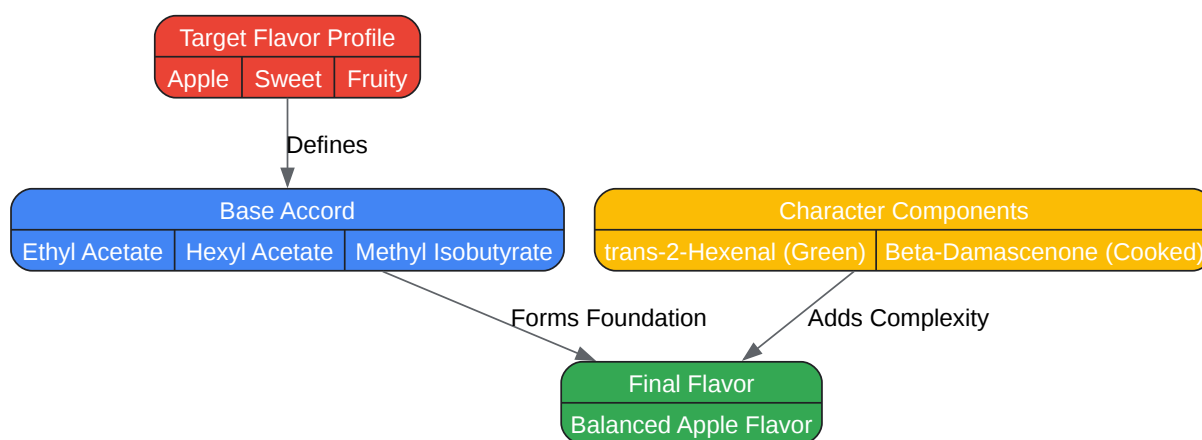 Target Flavor Profile
Apple Sweet Fruity
Defines
Base Accord
Ethyl Acetate Hexyl Acetate Methyl Isobutyrate
Character Components
trans-2-Hexenal (Green) Beta-Damascenone (Cooked)
Forms Foundation
Adds Complexity
Final Flavor
Balanced Apple Flavor